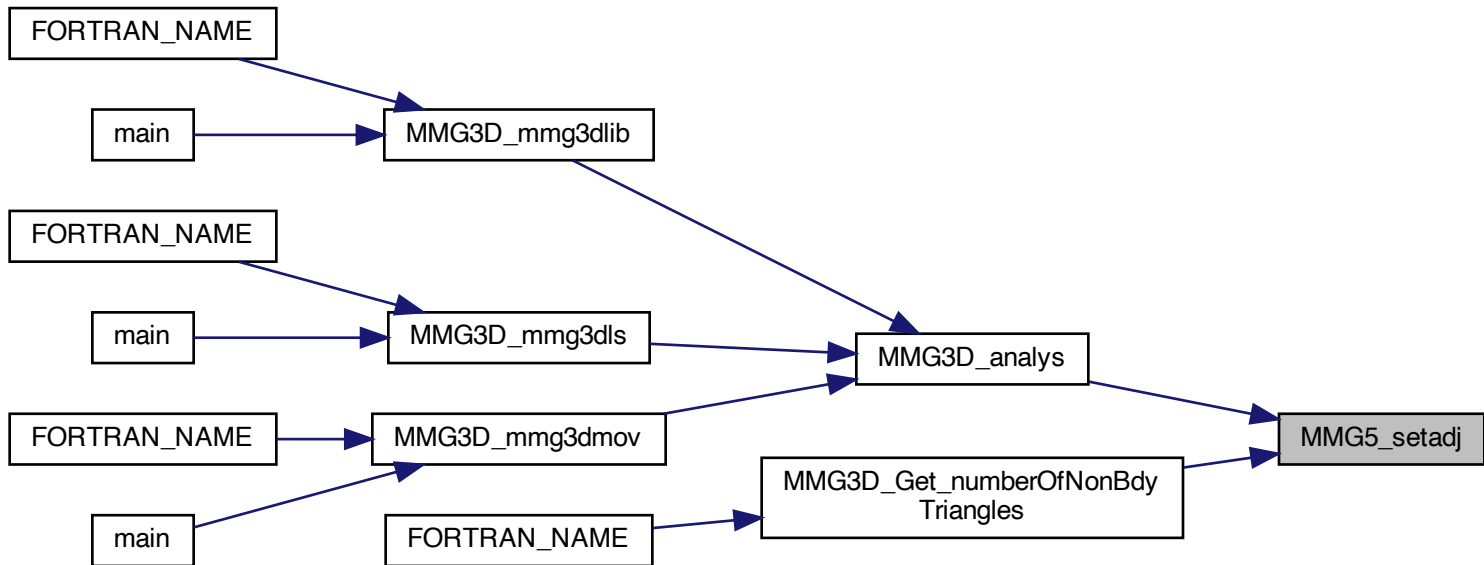 FORTRAN_NAME
main
MMG3D_mmg3dlib
FORTRAN_NAME
main
MMG3D_mmg3dls
MMG3D_analys
FORTRAN_NAME
MMG3D_mmg3dmov
MMG5_setadj
main
MMG3D_Get_numberOfNonBdy
Triangles
FORTRAN_NAME